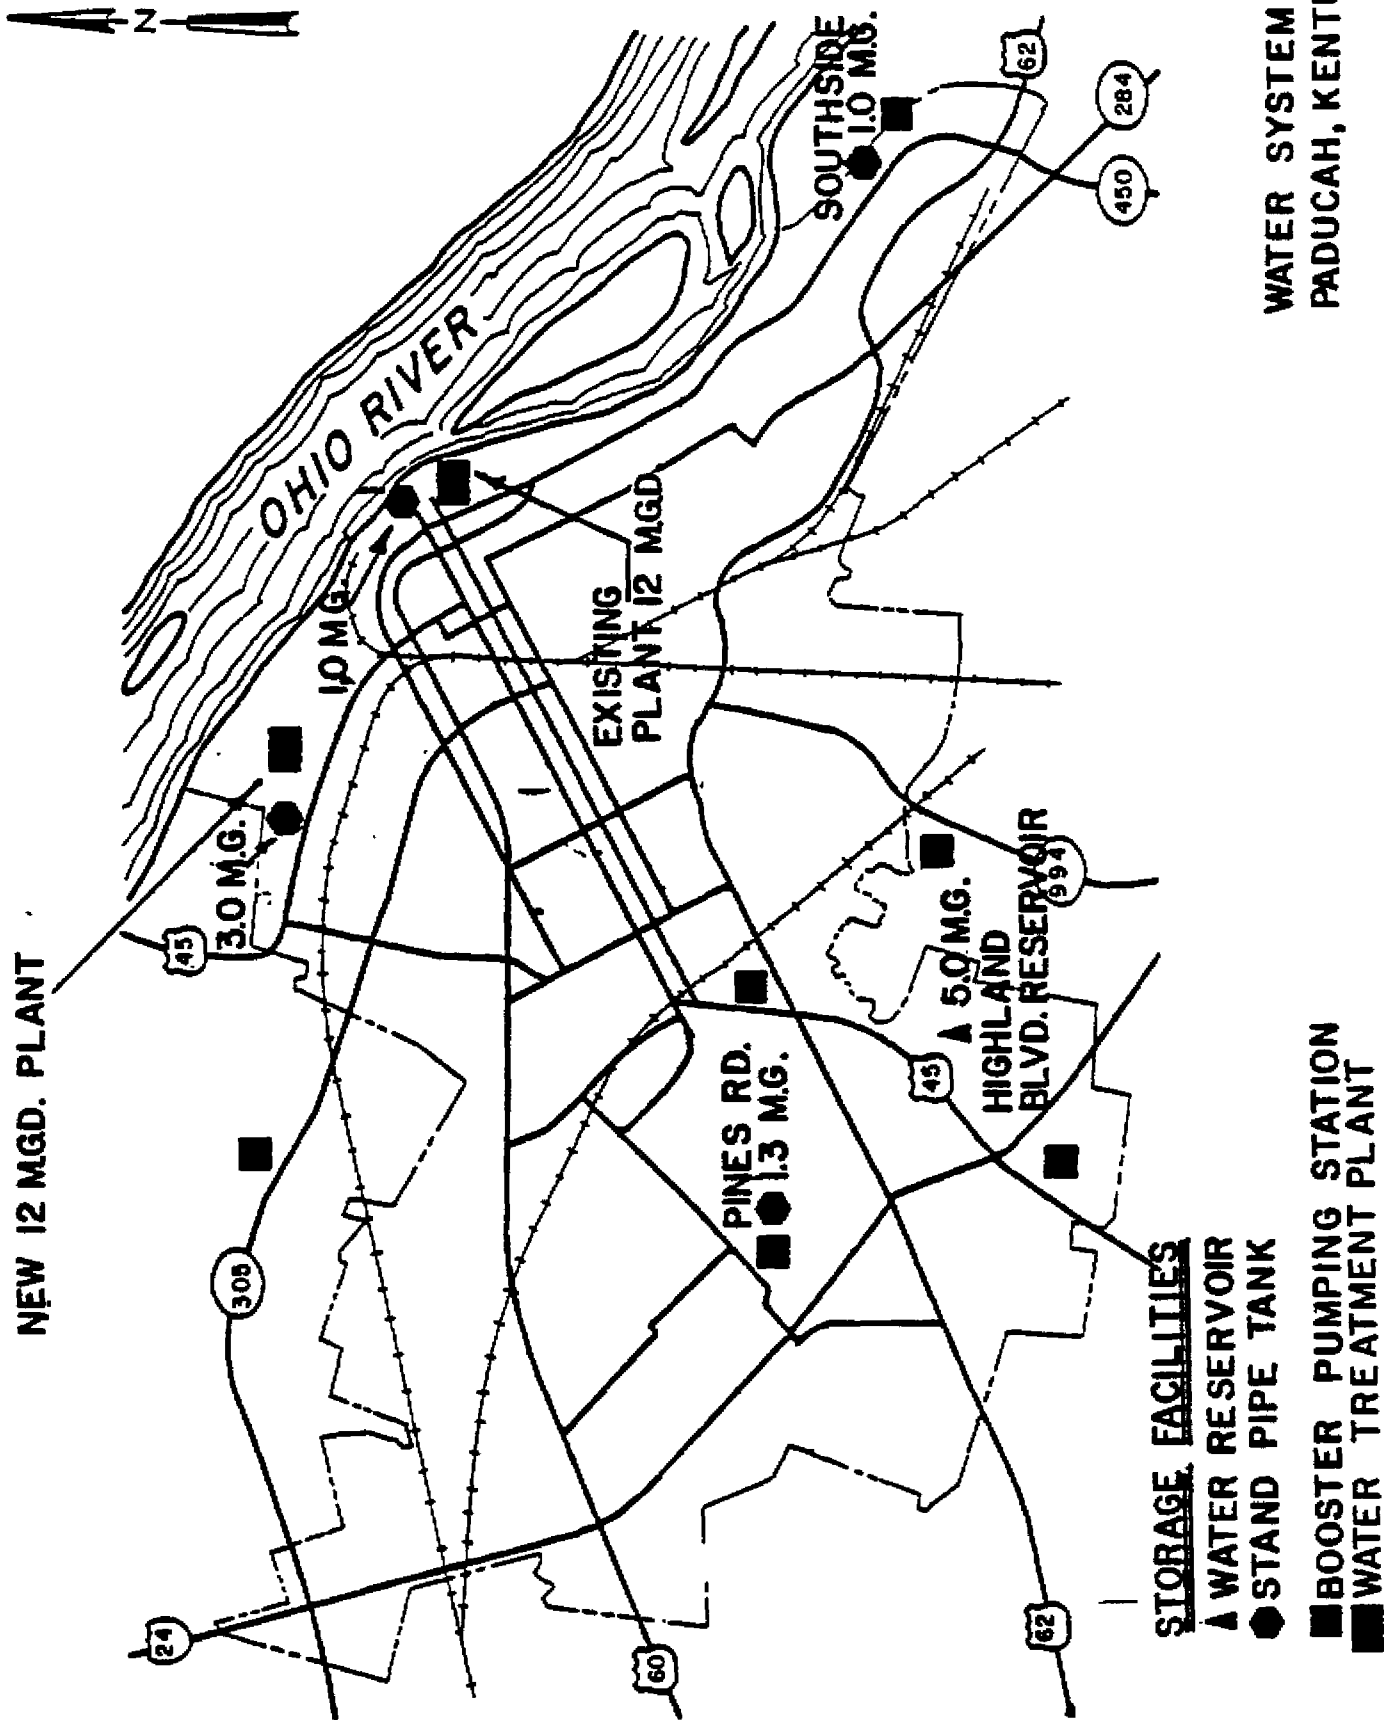 NEW 12 MGD. PLANT
N
45
3.0 M.G.
1.0 M.G.
OHIO RIVER
SOUTHSIDE
1.0 M.G.
24
305
EXISTING
PLANT 12 M.G.D
62
284
450
PINES RD.
1.3 M.G.
60
45
5.0 M.G.
HIGHLAND
BLVD. RESERVOIR
994
62
STORAGE FACILITIES
WATER RESERVOIR
STAND PIPE TANK
BOOSTER PUMPING STATION
WATER TREATMENT PLANT
WATER SYSTEM
PADUCAH, KENT